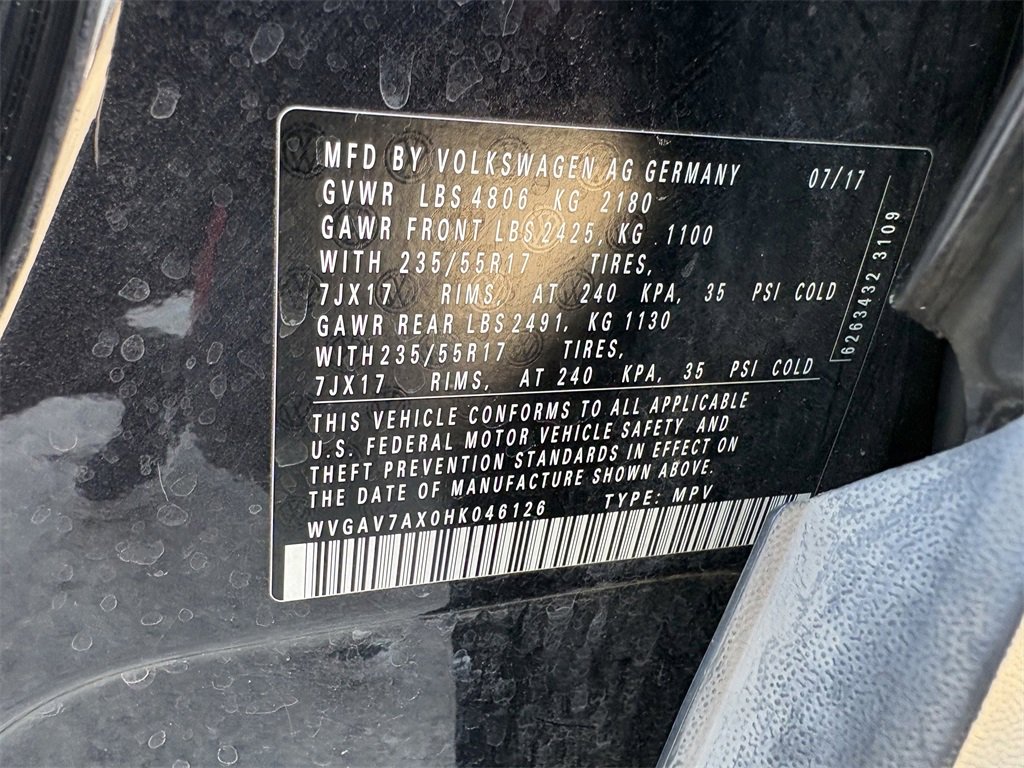 MFD BY VOLKSWAGEN AG GERMANY 07/17
GVWR LBS 4806 KG 2180
GAWR FRONT LBS 2425, KG 1100
WITH 235/55R17 TIRES,
7JX17 RIMS, AT 240 KPA, 35 PSI COLD
GAWR REAR LBS 2491, KG 1130
WITH 235/55R17 TIRES,
7JX17 RIMS, AT 240 KPA, 35 PSI COLD
6263432 3109
THIS VEHICLE CONFORMS TO ALL APPLICABLE
U.S. FEDERAL MOTOR VEHICLE SAFETY AND
THEFT PREVENTION STANDARDS IN EFFECT ON
THE DATE OF MANUFACTURE SHOWN ABOVE.
WVGAV7AX0HK046126 TYPE: MPV